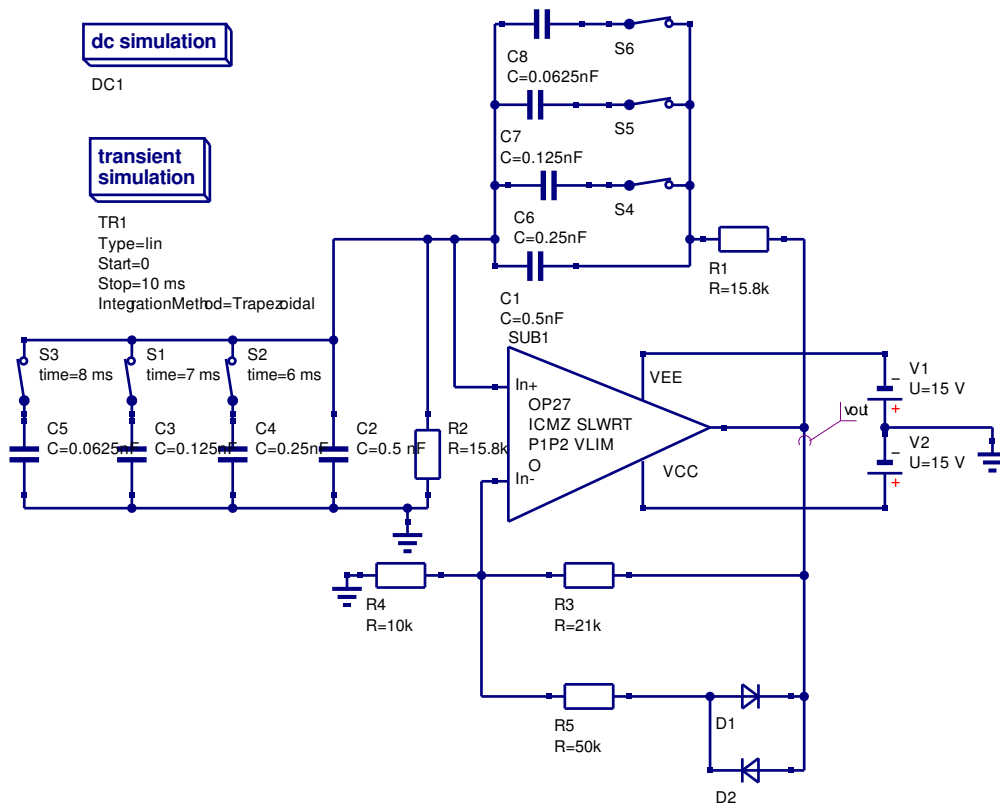 dc simulation
DC1
transient
simulation
TR1
Type=lin
Start=0
Stop=10 ms
IntegrationMethod=Trapezoidal
S6
C8
C=0.0625nF
S5
C7
C=0.125nF
S4
C6
C=0.25nF
R1
R=15.8k
C1
C=0.5nF
SUB1
S3
time=8 ms
S1
time=7 ms
S2
time=6 ms
C5
C=0.0625nF
C3
C=0.125nF
C4
C=0.25nF
C2
C=0.5 nF
R2
R=15.8k
In+
OP27
ICMZ SLWRT
P1P2 VLIM
O
In-
VEE
VCC
vout
V1
U=15 V
V2
U=15 V
− 
+
−
+
R4
R=10k
R3
R=21k
R5
R=50k
D1
D2